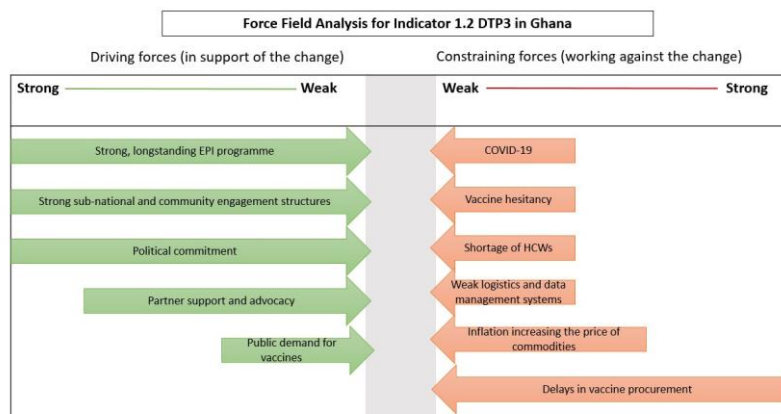 Force Field Analysis for Indicator 1.2 DTP3 in Ghana
Driving forces (in support of the change)
Constraining forces (working against the change)
Strong
Weak
Weak
Strong
Strong, longstanding EPI programme
COVID-19
Strong sub-national and community engagement structures
Vaccine hesitancy
Political commitment
Shortage of HCWs
Partner support and advocacy
Weak logistics and data
management systems
Public demand for
vaccines
Inflation increasing the price of
commodities
Delays in vaccine procurement